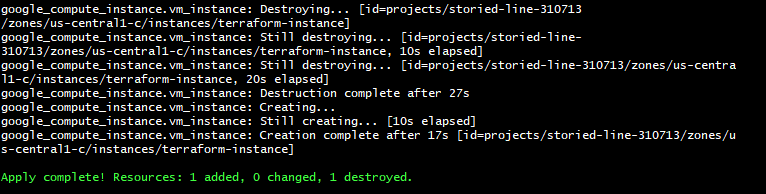 google_compute_instance.vm_instance: Destroying... [id=projects/storied-line-310713
/zones/us-central1-c/instances/terraform-instance]
google_compute_instance.vm_instance: Still destroying... [id=projects/storied-line-
310713/zones/us-central1-c/instances/terraform-instance, 10s elapsed]
google_compute_instance.vm_instance: Still destroying... [id=projects/storied-line-310713/zones/us-centra
l1-c/instances/terraform-instance, 20s elapsed]
google_compute_instance.vm_instance: Destruction complete after 27s
google_compute_instance.vm_instance: Creating...
google_compute_instance.vm_instance: Still creating... [10s elapsed]
google_compute_instance.vm_instance: Creation complete after 17s [id=projects/storied-line-310713/zones/u
s-central1-c/instances/terraform-instance]
Apply complete! Resources: 1 added, 0 changed, 1 destroyed.